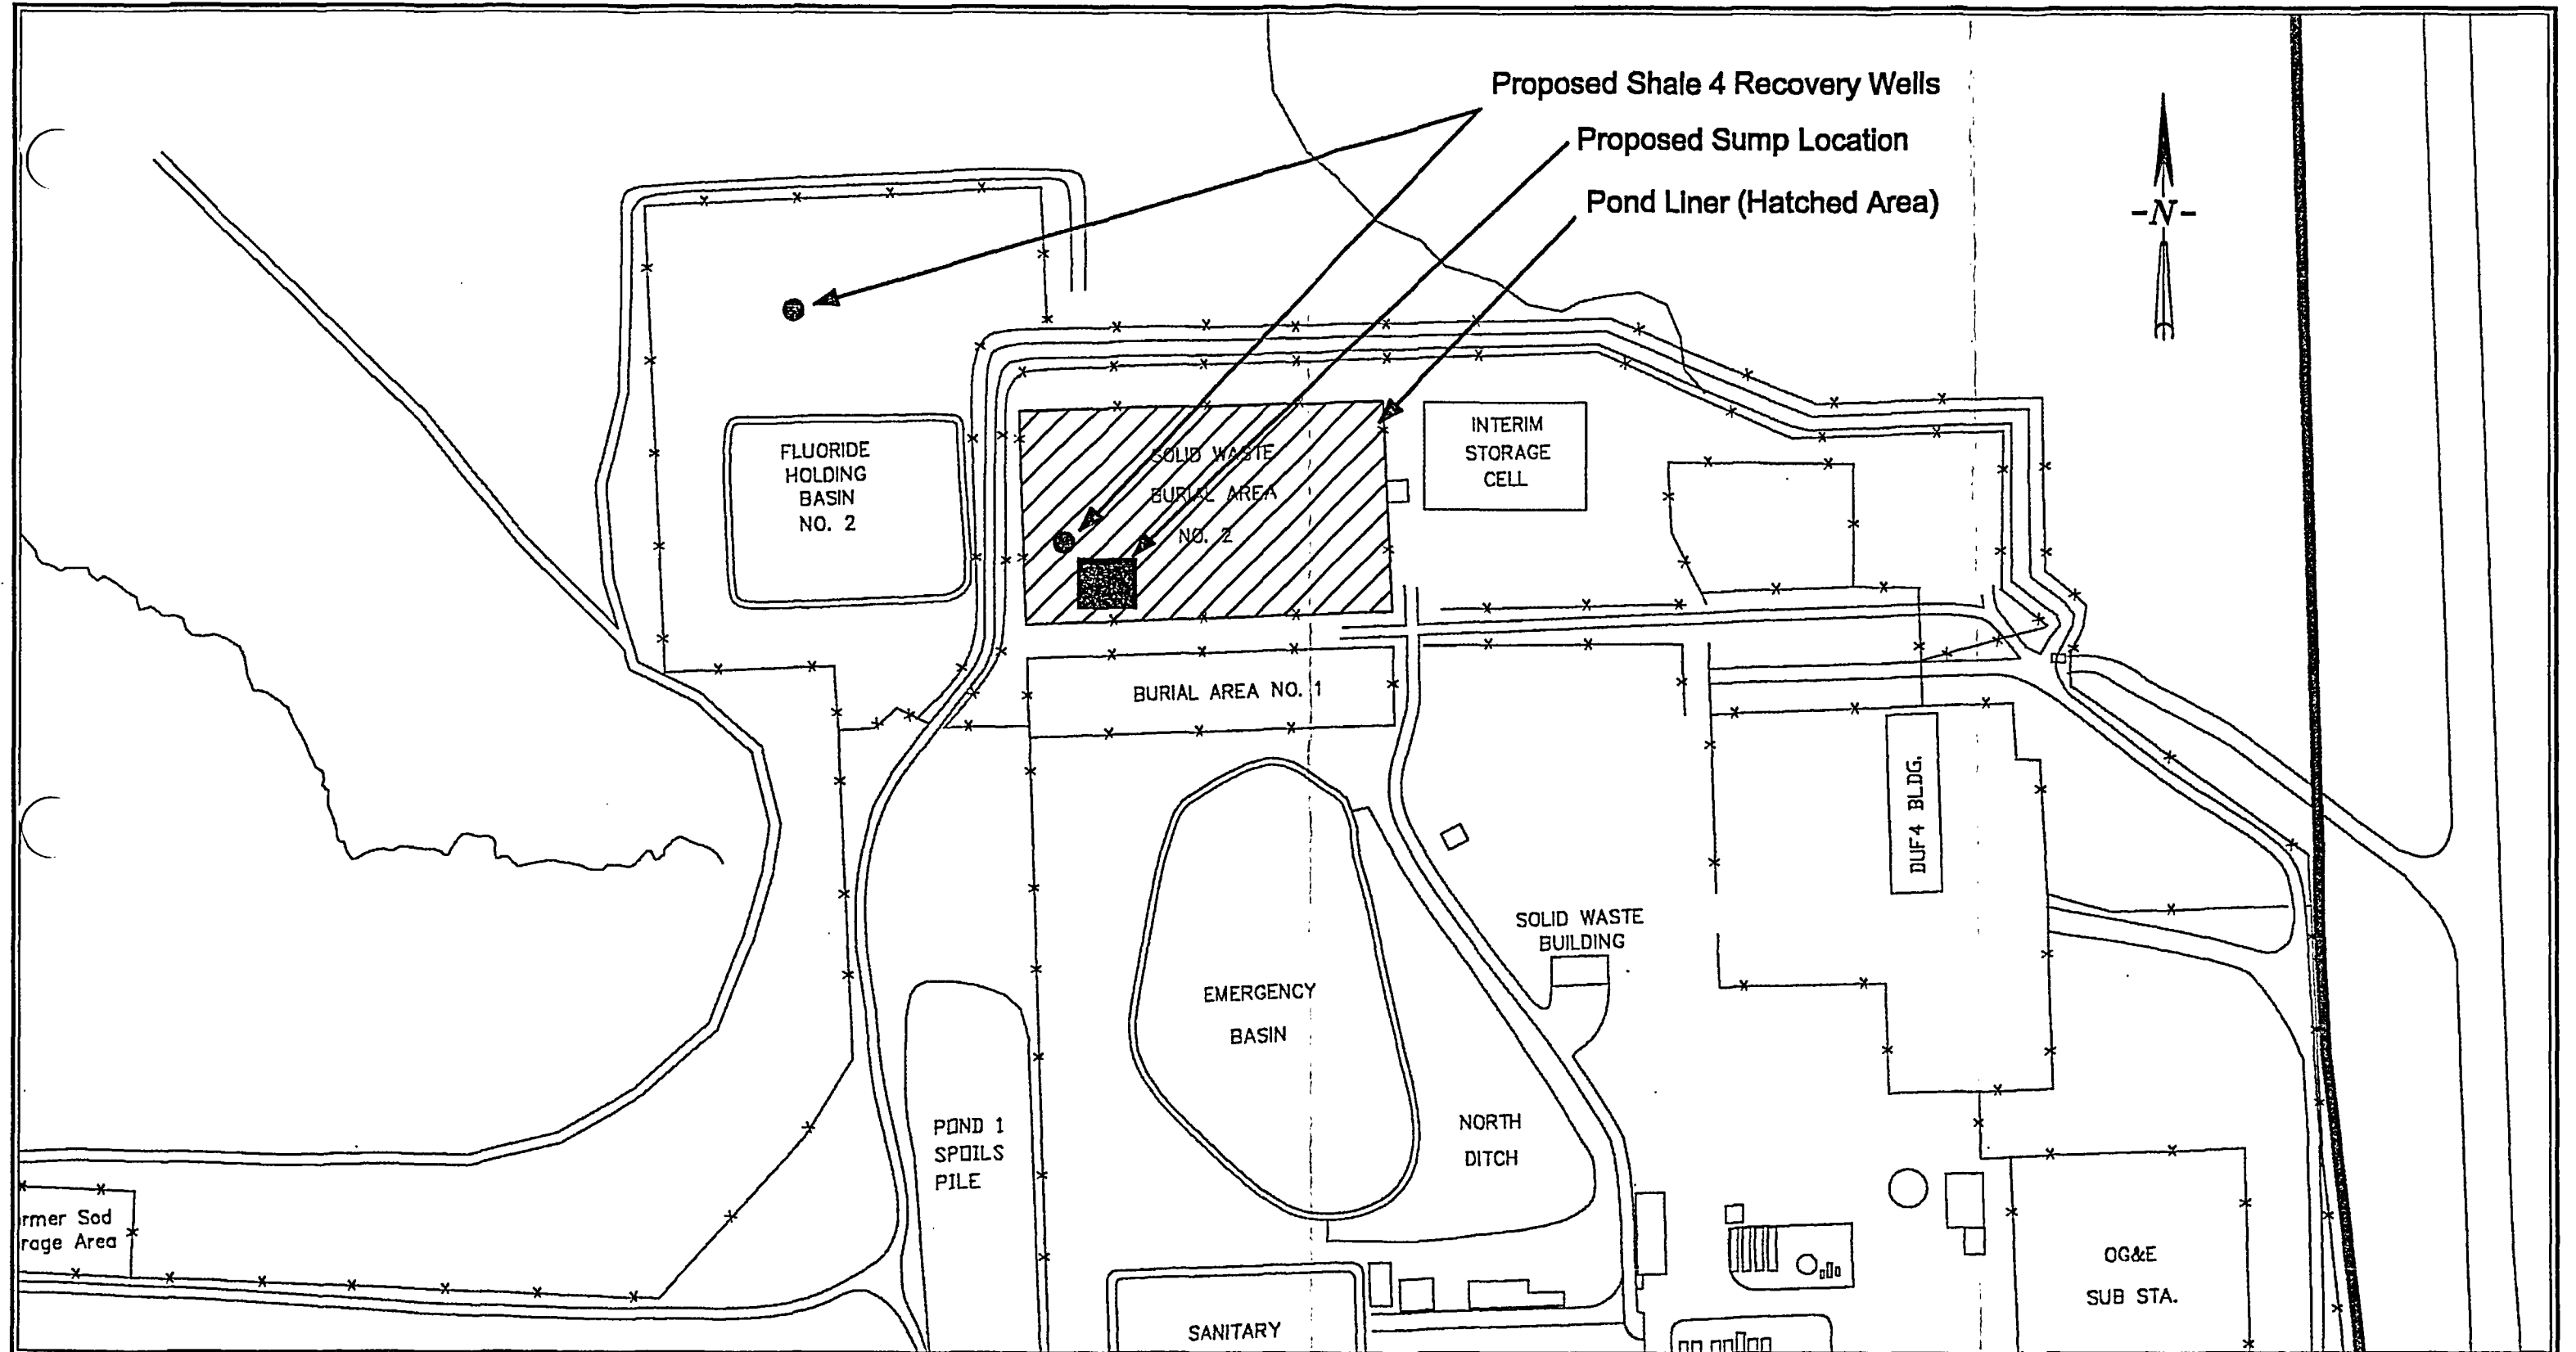 Proposed Shale 4 Recovery Wells
Proposed Sump Location
Pond Liner (Hatched Area)
-N-
FLUORIDE
HOLDING
BASIN
NO. 2
SOLID WASTE
BURIAL AREA
NO. 2
INTERIM
STORAGE
CELL
BURIAL AREA NO. 1
DUF4 BLDG.
SOLID WASTE
BUILDING
EMERGENCY
BASIN
POND 1
SPOILS
PILE
NORTH
DITCH
rmer Sod
rage Area
OG&E
SUB STA.
SANITARY